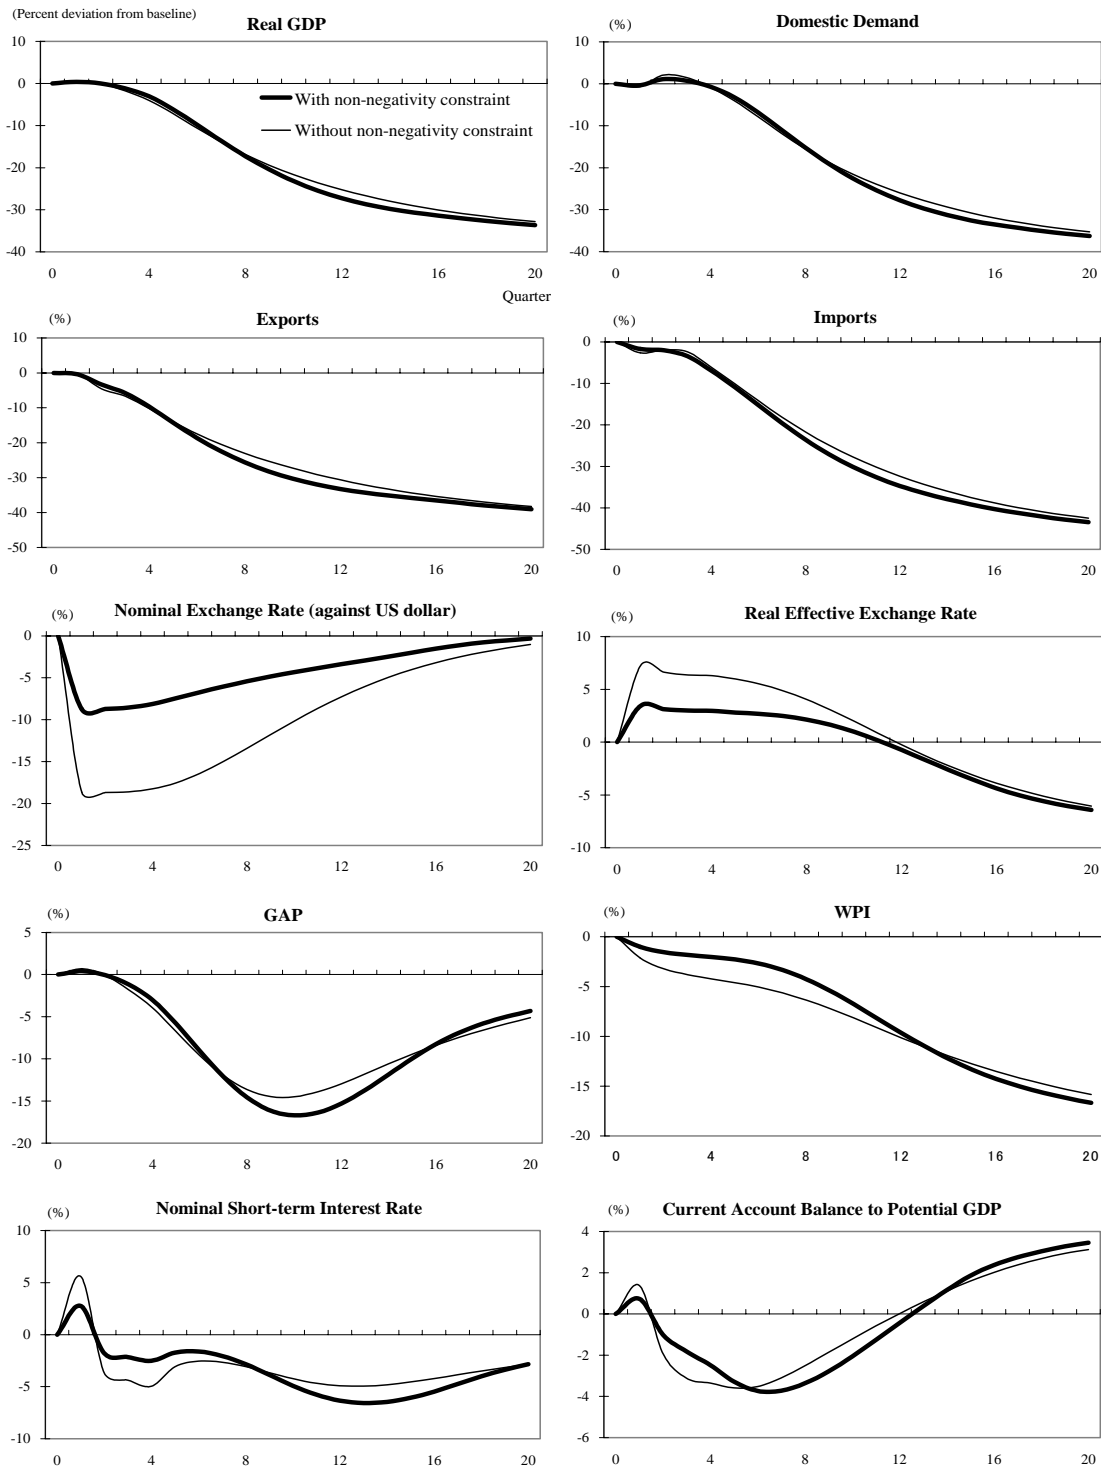 (Percent deviation from baseline)
Real GDP
10
0
-10
-20
-30
-40
With non-negativity constraint
Without non-negativity constraint
0 4 8 12 16 20
Quarter
(%)
Domestic Demand
10
0
-10
-20
-30
-40
0 4 8 12 16 20
(%)
Exports
10
0
-10
-20
-30
-40
-50
0 4 8 12 16 20
(%)
Imports
0
-10
-20
-30
-40
-50
0 4 8 12 16 20
(%)
Nominal Exchange Rate (against US dollar)
0
-5
-10
-15
-20
-25
0 4 8 12 16 20
(%)
Real Effective Exchange Rate
10
5
0
-5
-10
0 4 8 12 16 20
(%)
GAP
5
0
-5
-10
-15
-20
0 4 8 12 16 20
(%)
WPI
0
-5
-10
-15
-20
0 4 8 12 16 20
(%)
Nominal Short-term Interest Rate
10
5
0
-5
-10
0 4 8 12 16 20
(%)
Current Account Balance to Potential GDP
4
2
0
-2
-4
-6
0 4 8 12 16 20